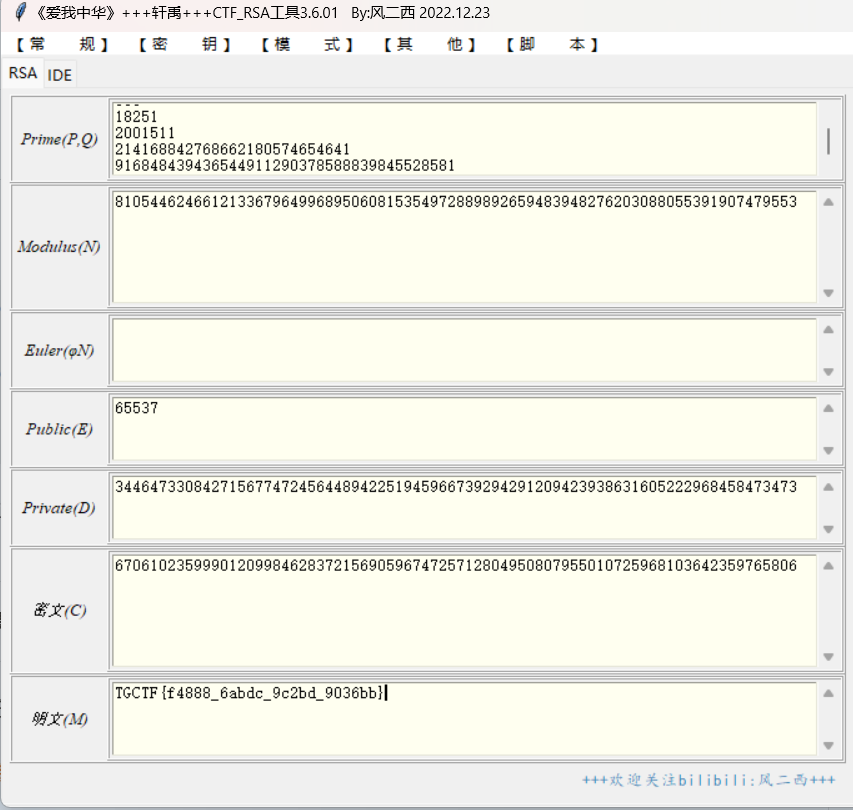 《爱我中华》+++轩禹+++CTF_RSA工具3.6.01 By:风二西 2022.12.23
【常 规】 【密 钥】 【模 式】 【其 他】 【脚 本】
RSA IDE
Prime(P,Q)
18251
2001511
214168842768662180574654641
916848439436544911290378588839845528581
Modulus(N)
8105446246612133679649968950608153549728898926594839482762030880553919074795​53
Euler(φN)
Public(E)
65537
Private(D)
344647330842715677472456448942251945966739294291209423938631605222968458473473
密文(C)
670610235999012099846283721569059674725712804950807955010725968103642359765806
明文(M)
TGCTF{f4888_6abdc_9c2bd_9036bb}
+++欢迎关注bilibili:风二西+++